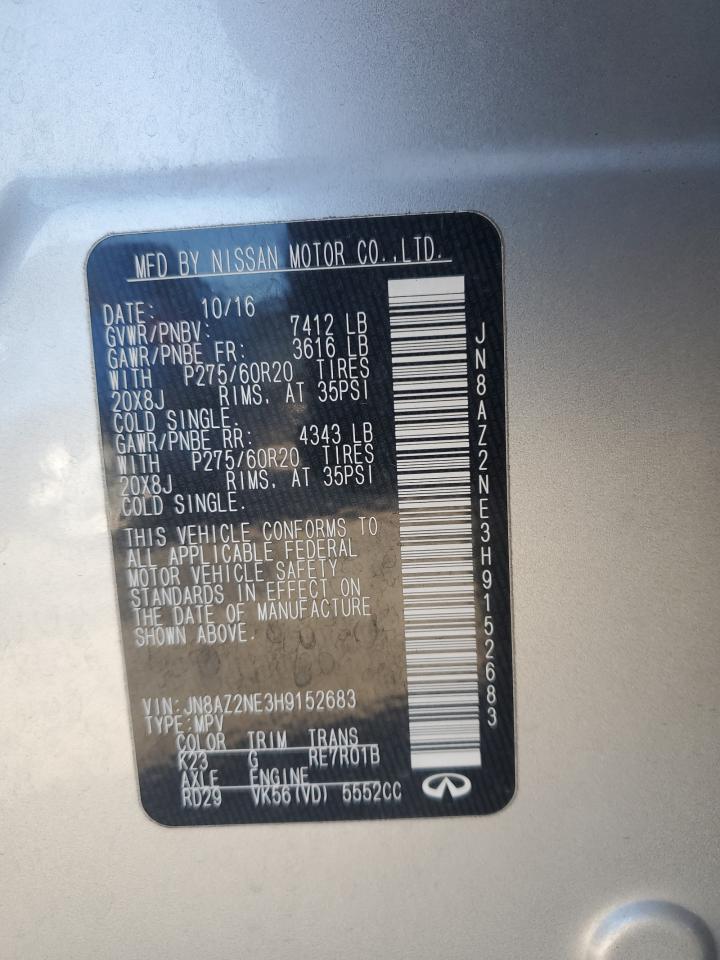 MFD BY NISSAN MOTOR CO.,LTD.
DATE: 10/16
GVWR/PNBV: 7412 LB
GAWR/PNBE FR: 3616 LB
WITH P275/60R20 TIRES
20X8J RIMS, AT 35PSI
COLD SINGLE.
GAWR/PNBE RR: 4343 LB
WITH P275/60R20 TIRES
20X8J RIMS, AT 35PSI
COLD SINGLE.
THIS VEHICLE CONFORMS TO
ALL APPLICABLE FEDERAL
MOTOR VEHICLE SAFETY
STANDARDS IN EFFECT ON
THE DATE OF MANUFACTURE
SHOWN ABOVE.
VIN:JN8AZ2NE3H9152683
TYPE:MPV
COLOR TRIM TRANS
K23 G RE7R01B
AXLE ENGINE
RD29 VK56(VD) 5552CC
JN8AZ2NE3H9152683